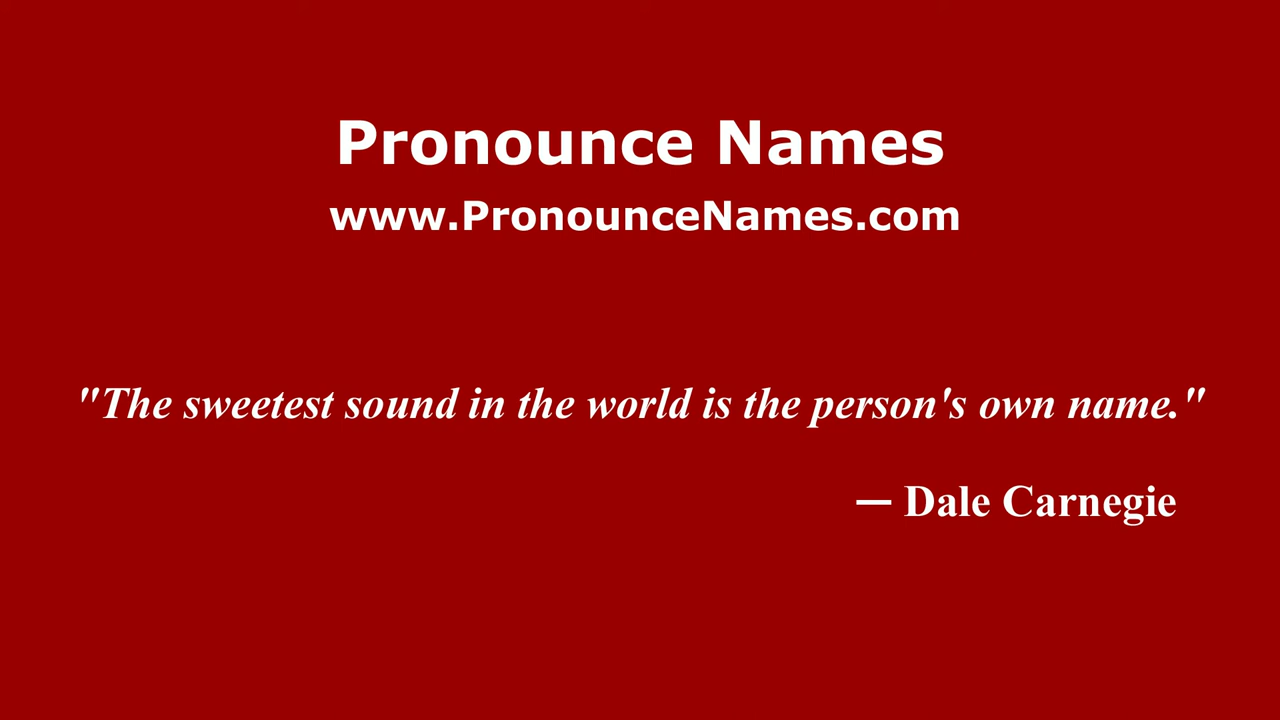 Pronounce Names
www.PronounceNames.com
"The sweetest sound in the world is the person's own name."
— Dale Carnegie